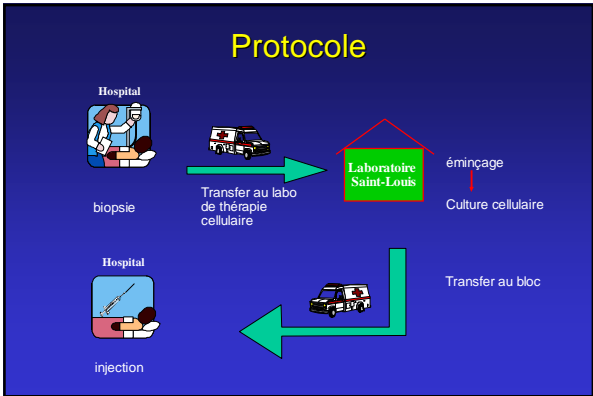 Protocole
Hospital
biopsie
Transfer au labo
de thérapie
cellulaire
Laboratoire
Saint-Louis
éminçage
Culture cellulaire
Transfer au bloc
Hospital
injection